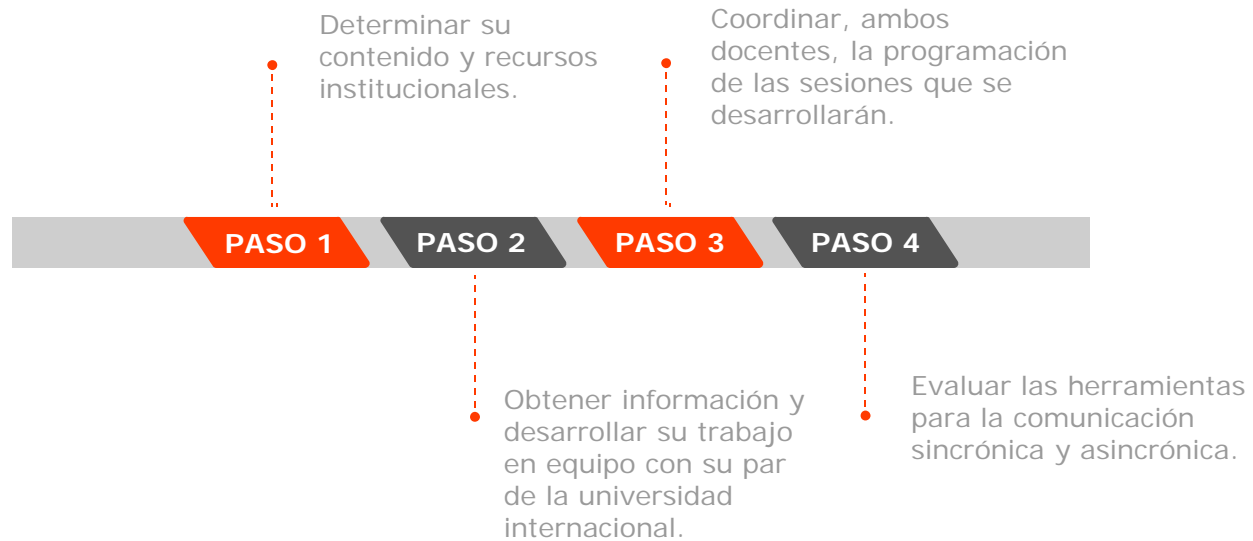 Determinar su
contenido y recursos
institucionales.
Coordinar, ambos
docentes, la programación
de las sesiones que se
desarrollarán.
PASO 1
PASO 2
PASO 3
PASO 4
Obtener información y
desarrollar su trabajo
en equipo con su par
de la universidad
internacional.
Evaluar las herramientas
para la comunicación
sincrónica y asincrónica.